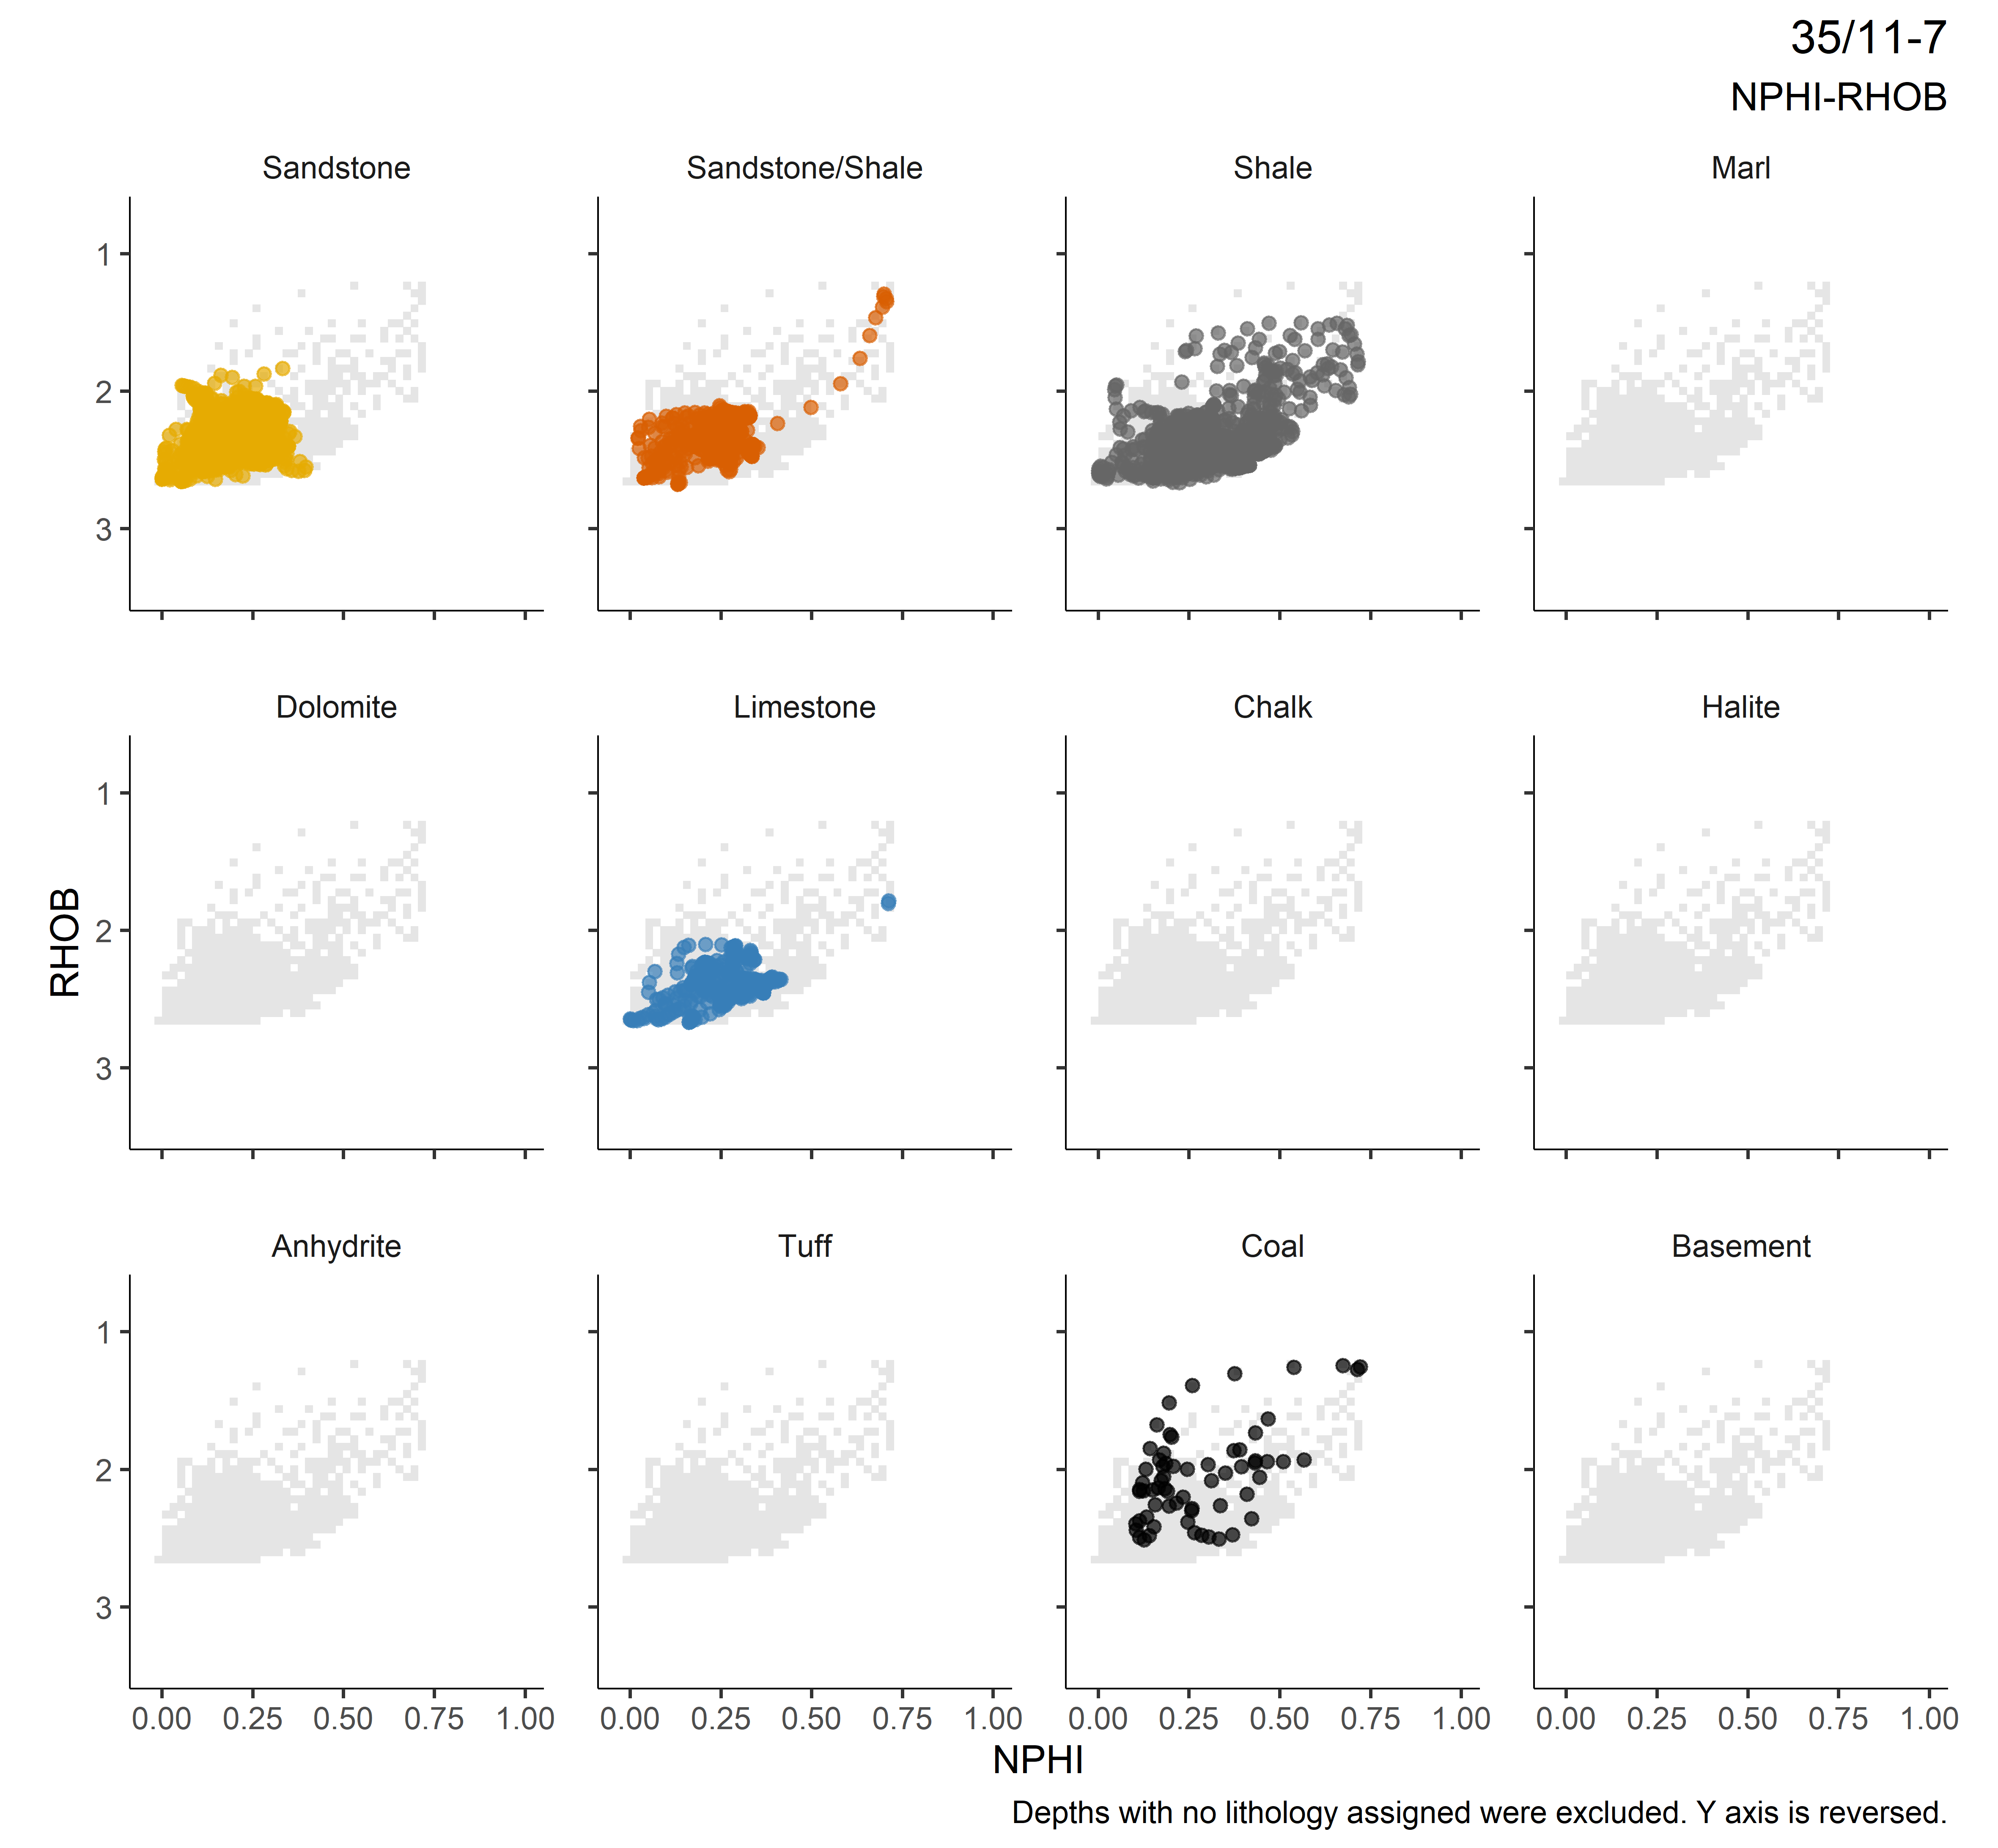 35/11-7
NPHI-RHOB
Sandstone Sandstone/Shale Shale Marl
1
2
3
Dolomite Limestone Chalk Halite
1
2
3
RHOB
Anhydrite Tuff Coal Basement
1
2
3
0.00 0.25 0.50 0.75 1.00 0.00 0.25 0.50 0.75 1.00 0.00 0.25 0.50 0.75 1.00 0.00 0.25 0.50 0.75 1.00
NPHI
Depths with no lithology assigned were excluded. Y axis is reversed.